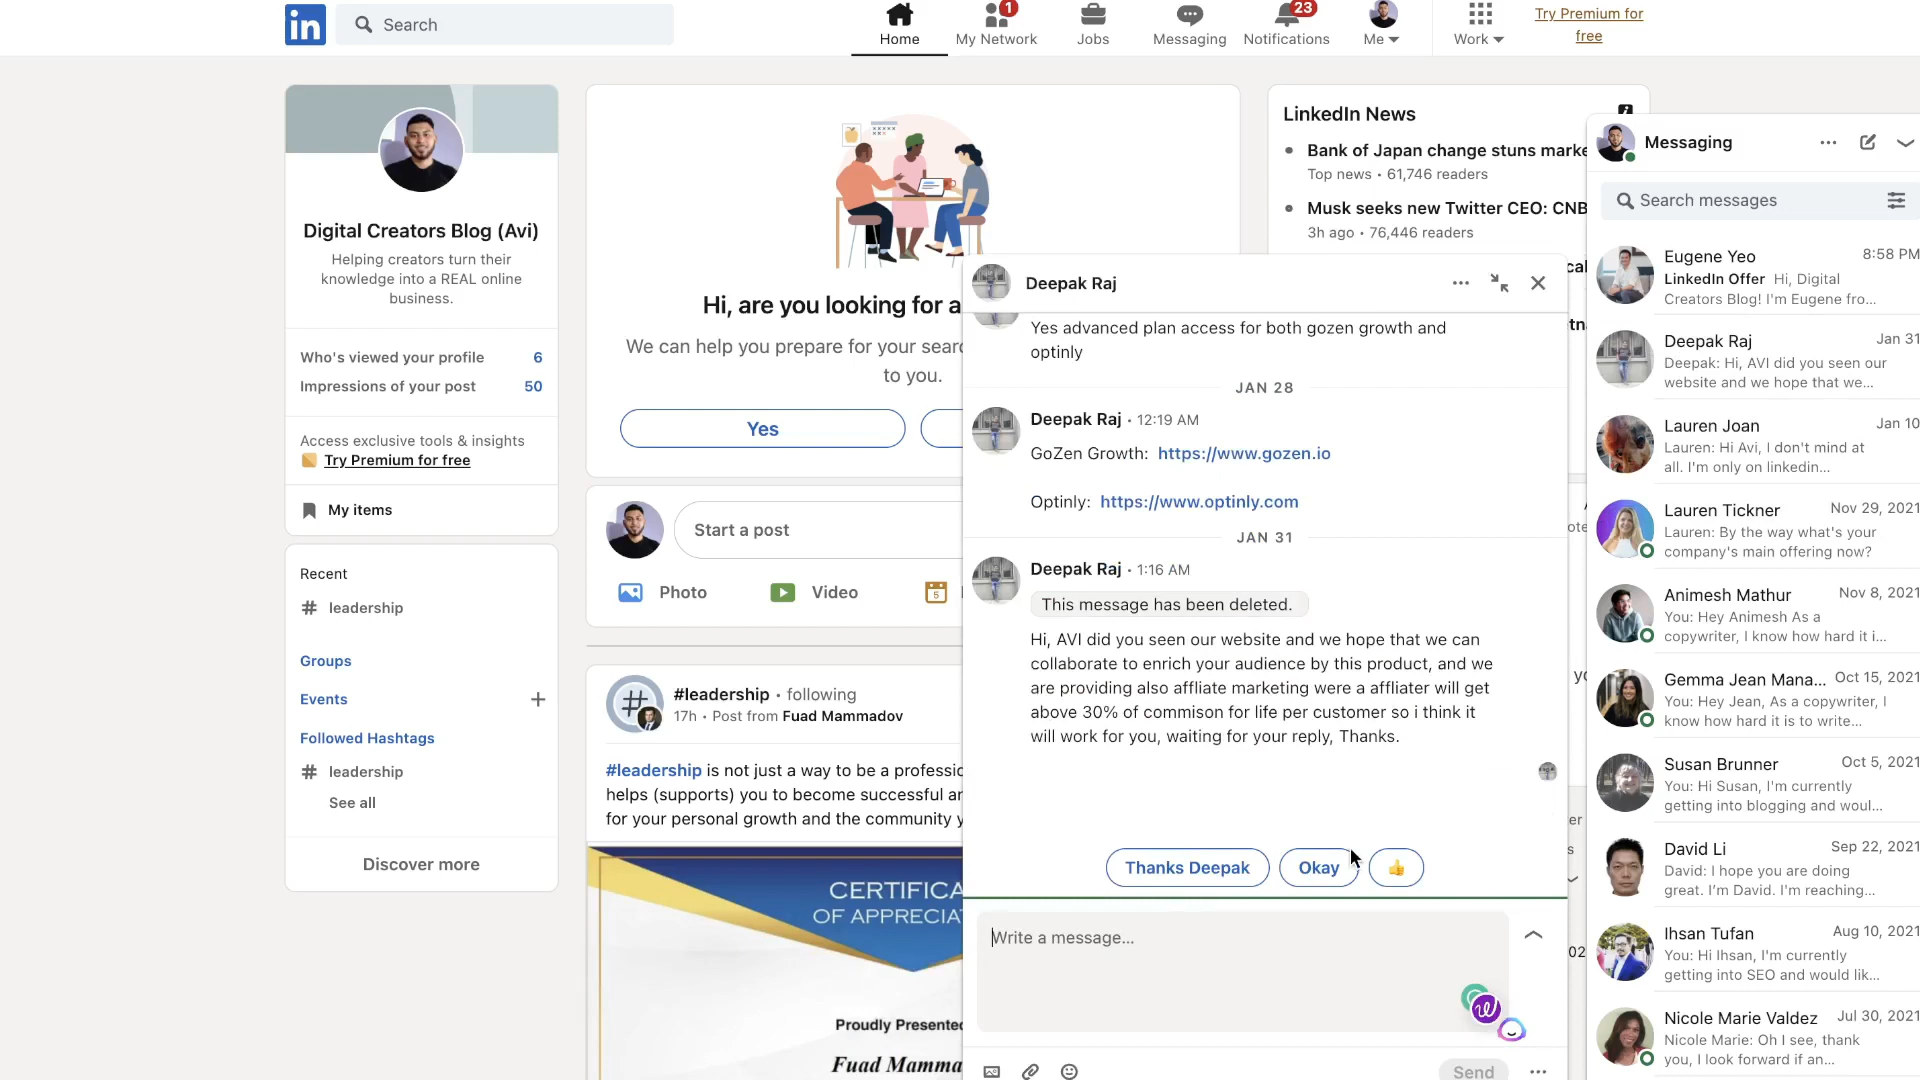 in
Search
Home
1
My Network
Jobs
Messaging
23
Notifications
Me
Work
Try Premium for
free
Digital Creators Blog (Avi)
Helping creators turn their
knowledge into a REAL online
business.
Who's viewed your profile 6
Impressions of your post 50
Access exclusive tools & insights
Try Premium for free
My items
Recent
# leadership
Groups
Events
Followed Hashtags
# leadership
See all
Discover more
Hi, are you looking for a
We can help you prepare for your sear
to you.
Yes
Start a post
Photo
Video
5
#leadership • following
17h • Post from Fuad Mammadov
#leadership is not just a way to be a professi
helps (supports) you to become successful a
for your personal growth and the community y
CERTIFICA
OF APPRECIA
Proudly Presente
Fuad Mamma
LinkedIn News
Bank of Japan change stuns marke
Top news • 61,746 readers
Musk seeks new Twitter CEO: CNB
3h ago • 76,446 readers
Deepak Raj
Yes advanced plan access for both gozen growth and
optinly
JAN 28
Deepak Raj • 12:19 AM
GoZen Growth: https://www.gozen.io
Optinly: https://www.optinly.com
JAN 31
Deepak Raj • 1:16 AM
This message has been deleted.
Hi, AVI did you seen our website and we hope that we can
collaborate to enrich your audience by this product, and we
are providing also affliate marketing were a affliater will get
above 30% of commison for life per customer so i think it
will work for you, waiting for your reply, Thanks.
Thanks Deepak
Okay
Write a message...
Send
Messaging
Search messages
Eugene Yeo 8:58 PM
LinkedIn Offer Hi, Digital
Creators Blog! I'm Eugene fro...
Deepak Raj Jan 31
Deepak: Hi, AVI did you seen our
website and we hope that we...
Lauren Joan Jan 10
Lauren: Hi Avi, I don't mind at
all. I'm only on linkedin...
Lauren Tickner Nov 29, 2021
Lauren: By the way what's your
company's main offering now?
Animesh Mathur Nov 8, 2021
You: Hey Animesh As a
copywriter, I know how hard it i...
Gemma Jean Mana... Oct 15, 2021
You: Hey Jean, As a copywriter, I
know how hard it is to write...
Susan Brunner Oct 5, 2021
You: Hi Susan, I'm currently
getting into blogging and woul...
David Li Sep 22, 2021
David: I hope you are doing
great. I'm David. I'm reaching...
Ihsan Tufan Aug 10, 2021
You: Hi Ihsan, I'm currently
getting into SEO and would lik...
Nicole Marie Valdez Jul 30, 2021
Nicole Marie: Oh I see, thank
you, I look forward if an...